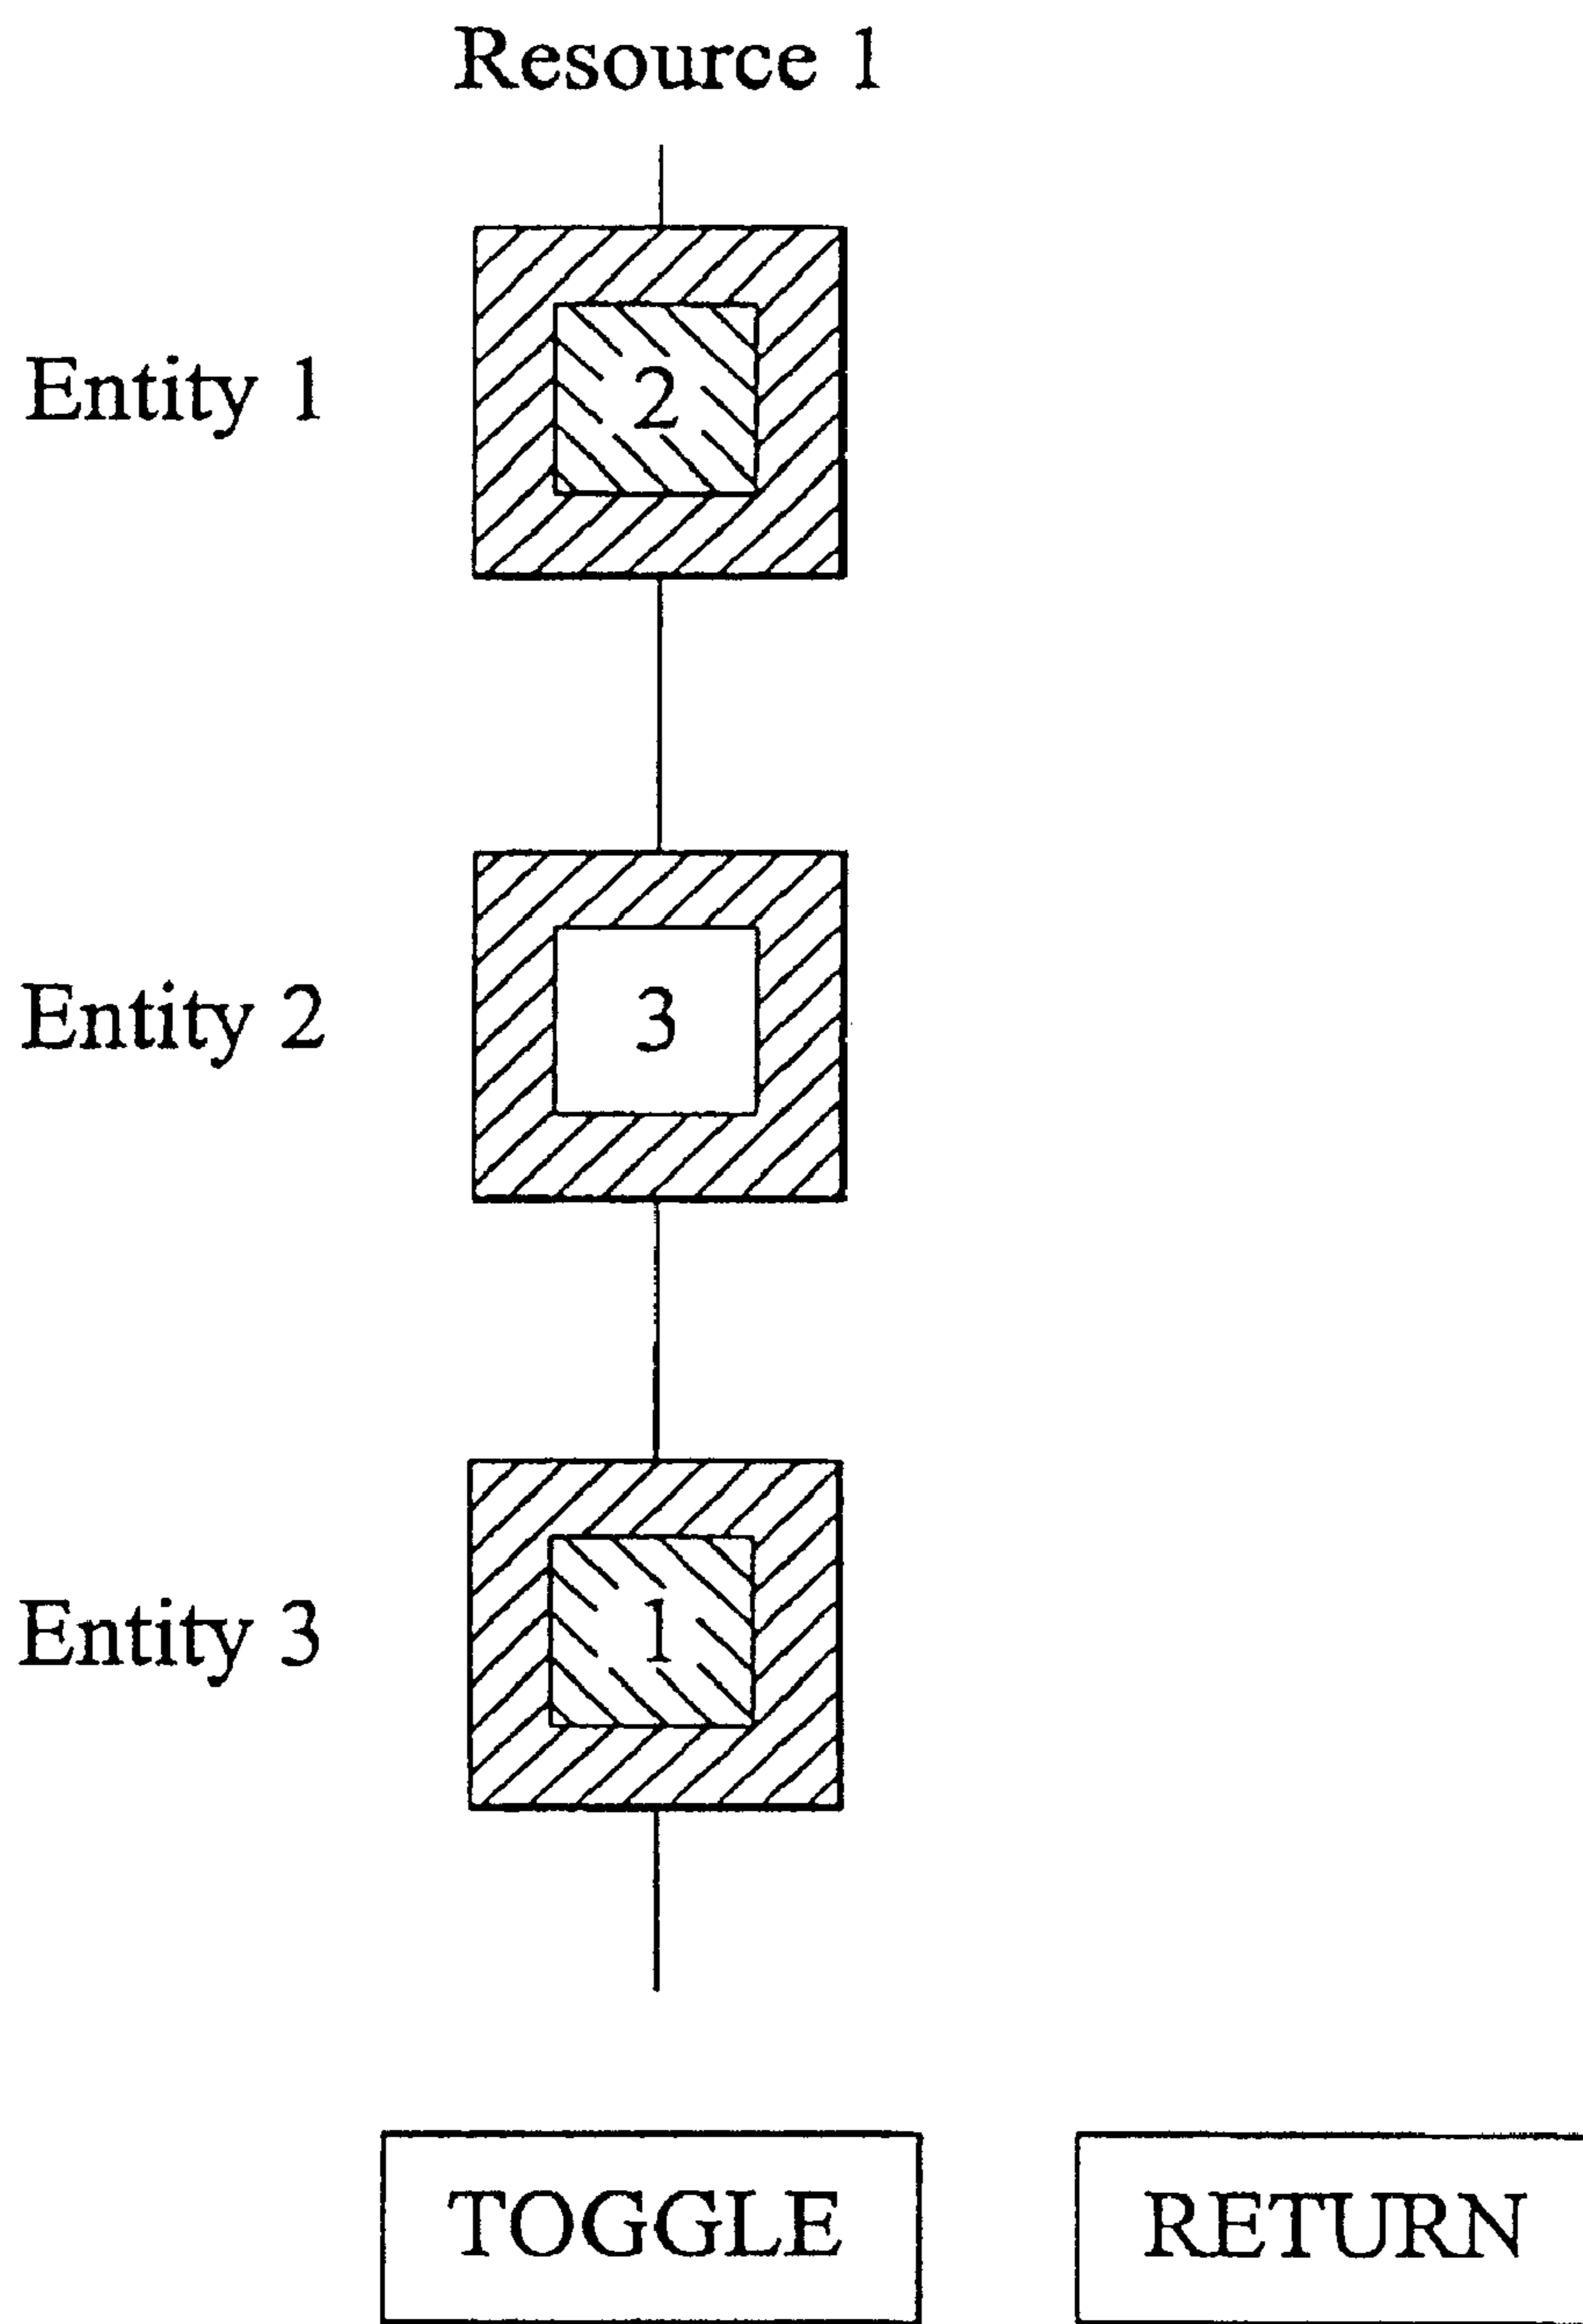 Resource 1
Entity 1
2
Entity 2
3
Entity 3
1
TOGGLE
RETURN